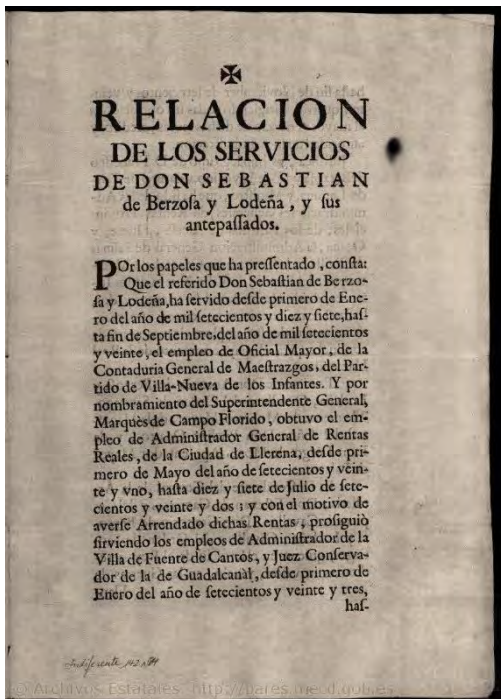 ✠
RELACION
DE LOS SERVICIOS
DE DON SEBASTIAN
de Berzoſa y Lodeña, y ſus
antepaſſados.
POr los papeles que ha preſſentado, conſta:
Que el referido Don Sebaſtian de Berzo-
ſa y Lodeña, ha ſervido deſde primero de Ene-
ro del año de mil ſetecientos y diez y ſiete, haſ-
ta fin de Septiembre, del año de mil ſetecientos
y veinte, el empleo de Oficial Mayor, de la
Contaduria General de Maeſtrazgos, del Par-
tido de Villa-Nueva de los Infantes. Y por
nombramiento del Superintendente General,
Marquès de Campo Florido, obtuvo el em-
pleo de Adminiſtrador General de Rentas
Reales, de la Ciudad de Llerena, deſde pri-
mero de Mayo del año de ſetecientos y vein-
te y vno, haſta diez y ſiete de Julio de ſete-
cientos y veinte y dos; y con el motivo de
averſe Arrendado dichas Rentas, proſiguiò
ſirviendo los empleos de Adminiſtrador de la
Villa de Fuente de Cantos, y Juez Conſerva-
dor de la de Guadalcanàl, deſde primero de
Enero del año de ſetecientos y veinte y tres,
haſ-
Indiferente
© Archivos Estatales http://pares.mecd.gob.es